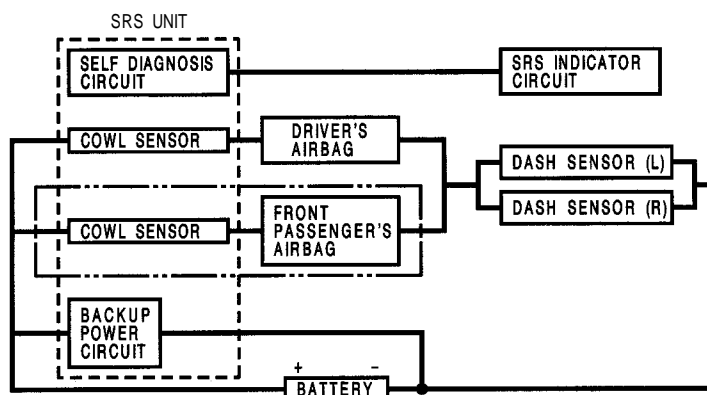 SRS UNIT
SELF DIAGNOSIS
CIRCUIT
SRS INDICATOR
CIRCUIT
COWL SENSOR
DRIVER'S
AIRBAG
DASH SENSOR (L)
DASH SENSOR (R)
COWL SENSOR
FRONT
PASSENGER'S
AIRBAG
BACKUP
POWER
CIRCUIT
+ -
BATTERY